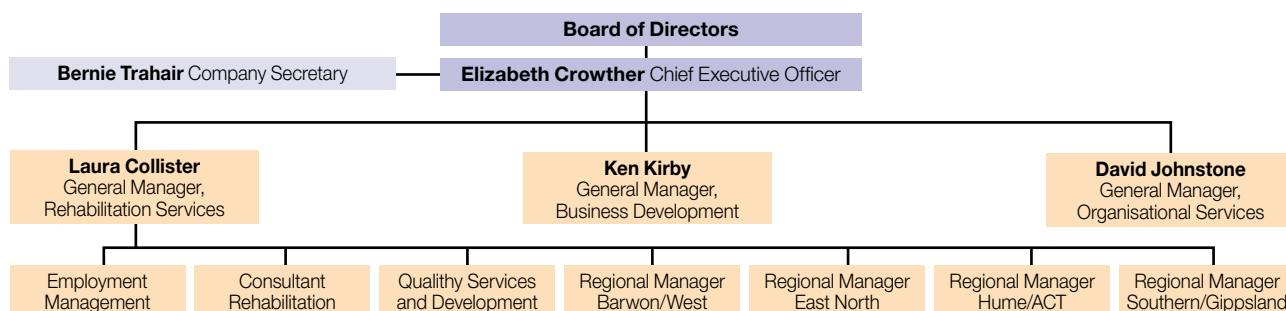 Board of Directors
Bernie Trahair Company Secretary
Elizabeth Crowther Chief Executive Officer
Laura Collister
General Manager,
Rehabilitation Services
Ken Kirby
General Manager,
Business Development
David Johnstone
General Manager,
Organisational Services
Employment
Management
Consultant
Rehabilitation
Qualithy Services
and Development
Regional Manager
Barwon/West
Regional Manager
East North
Regional Manager
Hume/ACT
Regional Manager
Southern/Gippsland